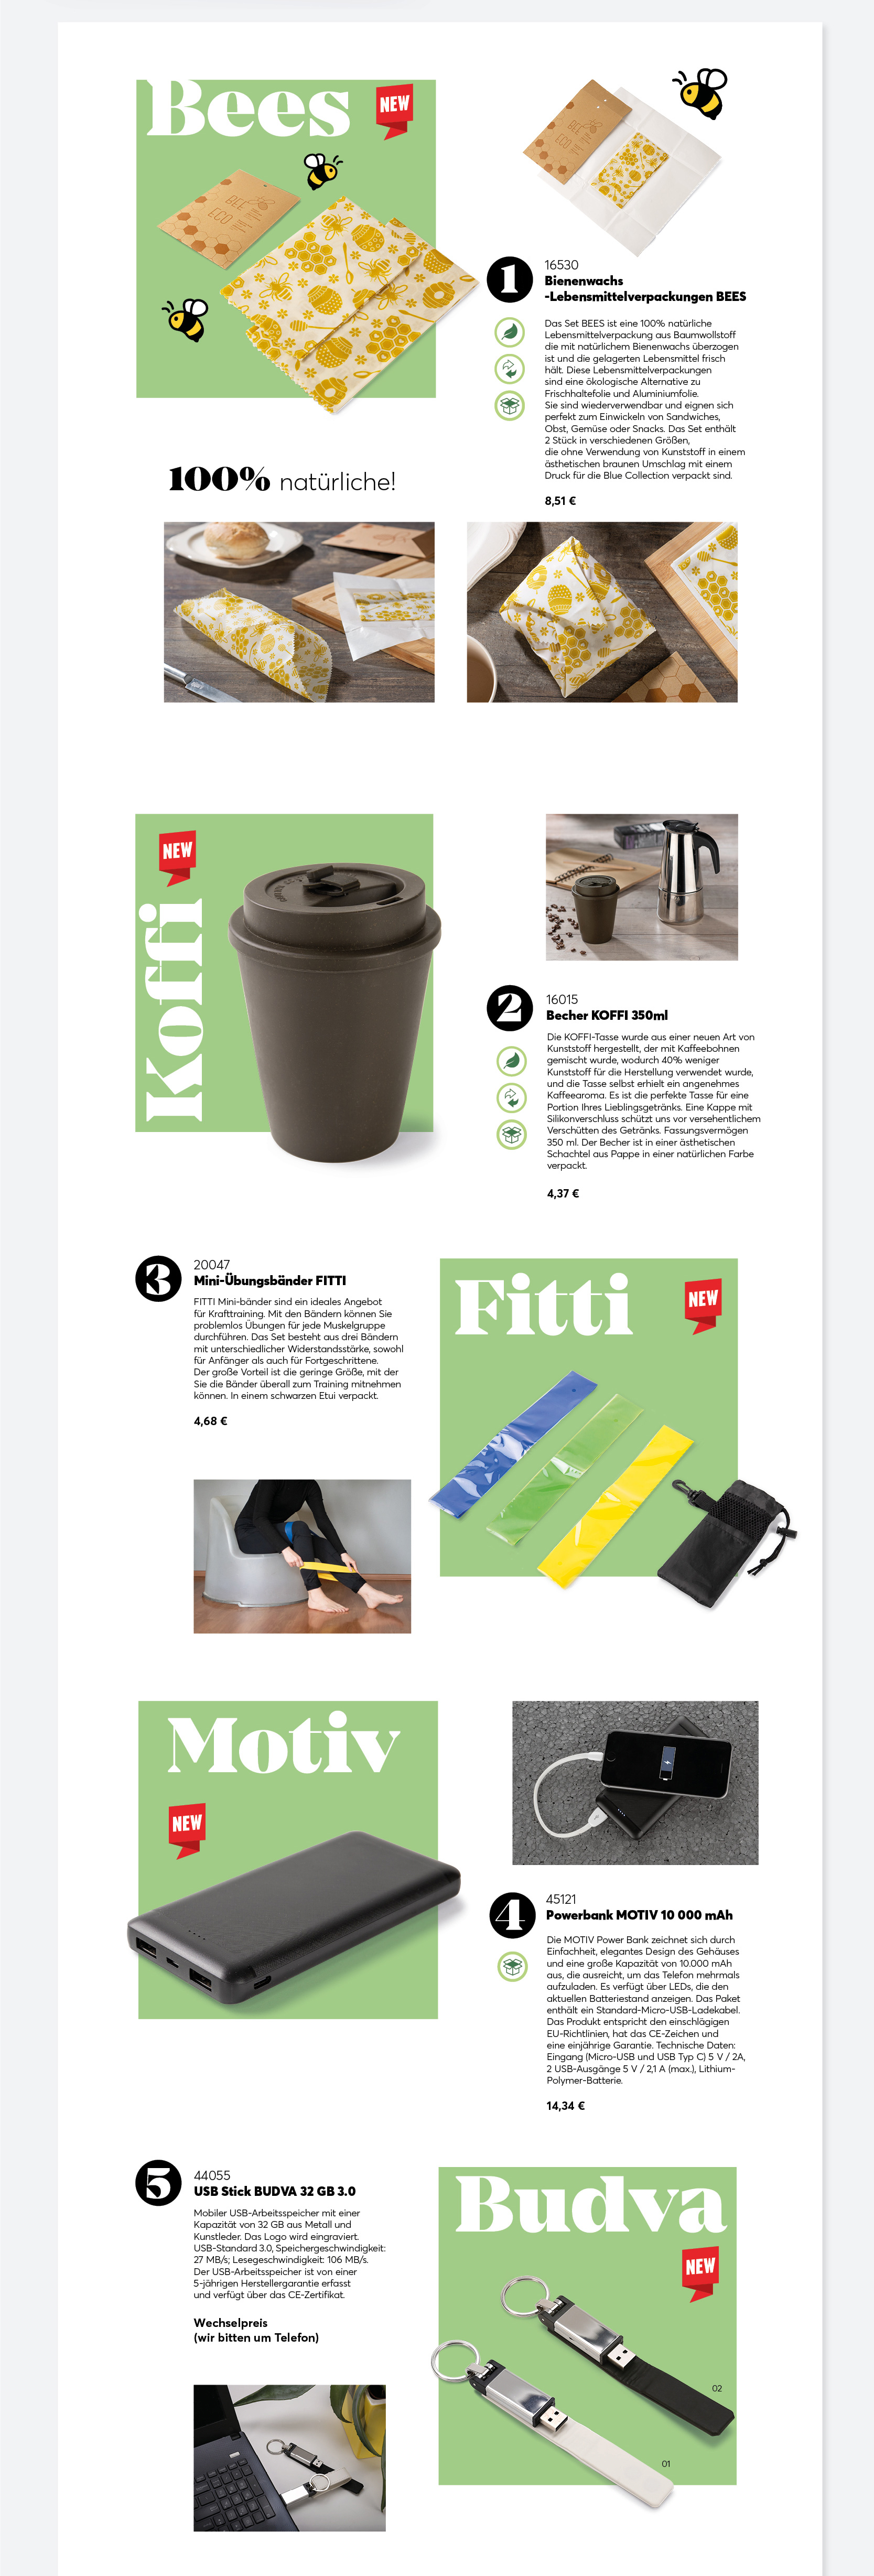 Bees
NEW
BEE
ECO
BEE
ECO
1
16530
Bienenwachs
-Lebensmittelverpackungen BEES
Das Set BEES ist eine 100% natürliche
Lebensmittelverpackung aus Baumwollstoff
die mit natürlichem Bienenwachs überzogen
ist und die gelagerten Lebensmittel frisch
hält. Diese Lebensmittelverpackungen
sind eine ökologische Alternative zu
Frischhaltefolie und Aluminiumfolie.
Sie sind wiederverwendbar und eignen sich
perfekt zum Einwickeln von Sandwiches,
Obst, Gemüse oder Snacks. Das Set enthält
2 Stück in verschiedenen Größen,
die ohne Verwendung von Kunststoff in einem
ästhetischen braunen Umschlag mit einem
Druck für die Blue Collection verpackt sind.
8,51 €
100% natürliche!
NEW
Koffi
2
16015
Becher KOFFI 350ml
Die KOFFI-Tasse wurde aus einer neuen Art von
Kunststoff hergestellt, der mit Kaffeebohnen
gemischt wurde, wodurch 40% weniger
Kunststoff für die Herstellung verwendet wurde,
und die Tasse selbst erhielt ein angenehmes
Kaffeearoma. Es ist die perfekte Tasse für eine
Portion Ihres Lieblingsgetränks. Eine Kappe mit
Silikonverschluss schützt uns vor versehentlichem
Verschütten des Getränks. Fassungsvermögen
350 ml. Der Becher ist in einer ästhetischen
Schachtel aus Pappe in einer natürlichen Farbe
verpackt.
4,37 €
3
20047
Mini-Übungsbänder FITTI
FITTI Mini-bänder sind ein ideales Angebot
für Krafttraining. Mit den Bändern können Sie
problemlos Übungen für jede Muskelgruppe
durchführen. Das Set besteht aus drei Bändern
mit unterschiedlicher Widerstandsstärke, sowohl
für Anfänger als auch für Fortgeschrittene.
Der große Vorteil ist die geringe Größe, mit der
Sie die Bänder überall zum Training mitnehmen
können. In einem schwarzen Etui verpackt.
4,68 €
Fitti
NEW
Motiv
NEW
4
45121
Powerbank MOTIV 10 000 mAh
Die MOTIV Power Bank zeichnet sich durch
Einfachheit, elegantes Design des Gehäuses
und eine große Kapazität von 10.000 mAh
aus, die ausreicht, um das Telefon mehrmals
aufzuladen. Es verfügt über LEDs, die den
aktuellen Batteriestand anzeigen. Das Paket
enthält ein Standard-Micro-USB-Ladekabel.
Das Produkt entspricht den einschlägigen
EU-Richtlinien, hat das CE-Zeichen und
eine einjährige Garantie. Technische Daten:
Eingang (Micro-USB und USB Typ C) 5 V / 2A,
2 USB-Ausgänge 5 V / 2,1 A (max.), Lithium-
Polymer-Batterie.
14,34 €
5
44055
USB Stick BUDVA 32 GB 3.0
Mobiler USB-Arbeitsspeicher mit einer
Kapazität von 32 GB aus Metall und
Kunstleder. Das Logo wird eingraviert.
USB-Standard 3.0, Speichergeschwindigkeit:
27 MB/s; Lesegeschwindigkeit: 106 MB/s.
Der USB-Arbeitsspeicher ist von einer
5-jährigen Herstellergarantie erfasst
und verfügt über das CE-Zertifikat.
Wechselpreis
(wir bitten um Telefon)
Budva
NEW
02
01